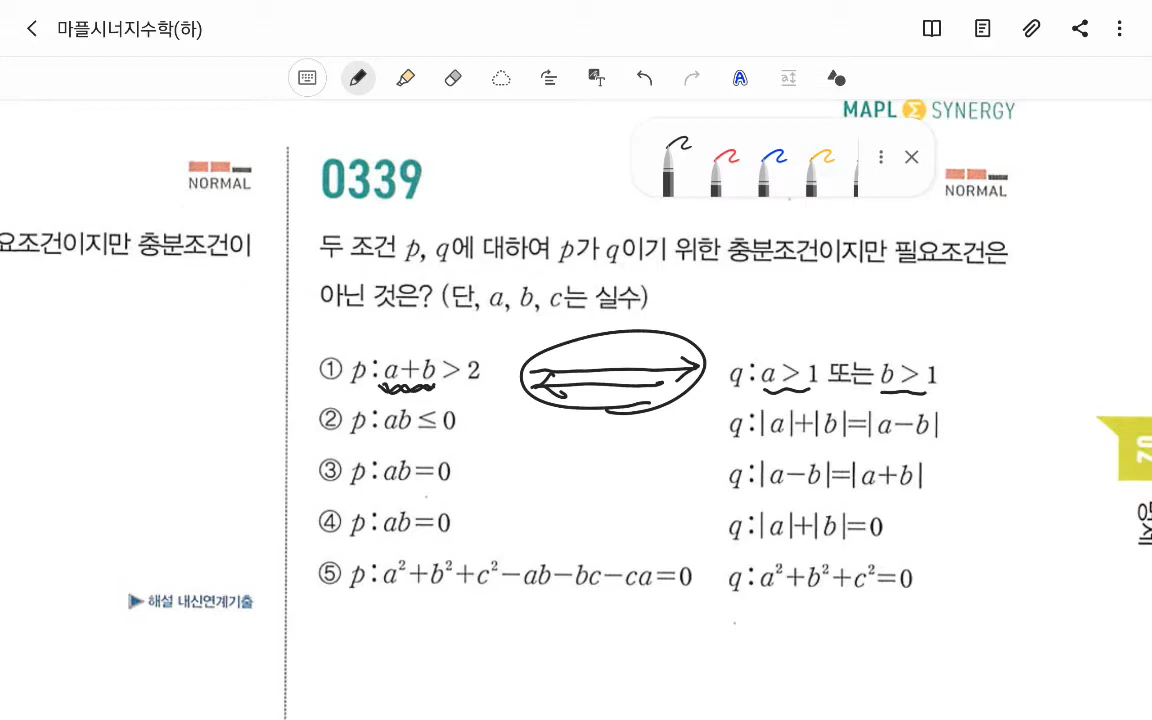 마플시너지수학(하)
MAPL Σ SYNERGY
NORMAL
요조건이지만 충분조건이
▶ 해설 내신연계기출
0339
NORMAL
두 조건 p, q에 대하여 p가 q이기 위한 충분조건이지만 필요조건은
아닌 것은? (단, a, b, c는 실수)
① p : a+b>2 q : a>1 또는 b>1
② p : ab≤0 q : |a|+|b|=|a-b|
③ p : ab=0 q : |a-b|=|a+b|
④ p : ab=0 q : |a|+|b|=0
⑤ p : a²+b²+c²-ab-bc-ca=0 q : a²+b²+c²=0